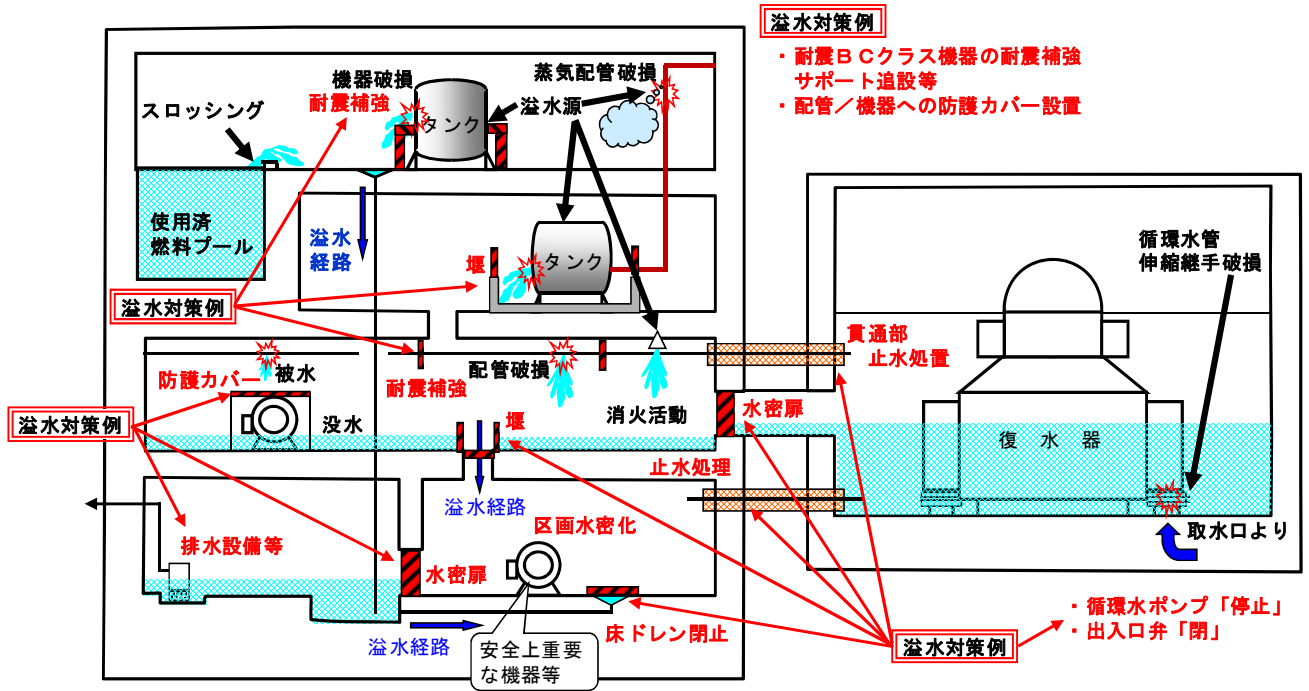 溢水対策例
・耐震BCクラス機器の耐震補強
サポート追設等
・配管／機器への防護カバー設置
機器破損
耐震補強
蒸気配管破損
スロッシング
タンク
溢水源
使用済
燃料プール
溢水
経路
堰
タンク
循環水管
伸縮継手破損
溢水対策例
貫通部
止水処置
防護カバー
被水
耐震補強
配管破損
消火活動
水密扉
溢水対策例
没水
堰
復水器
止水処理
溢水経路
区画水密化
取水口より
排水設備等
水密扉
床ドレン閉止
溢水経路
安全上重要
な機器等
溢水対策例
・循環水ポンプ「停止」
・出入口弁「閉」